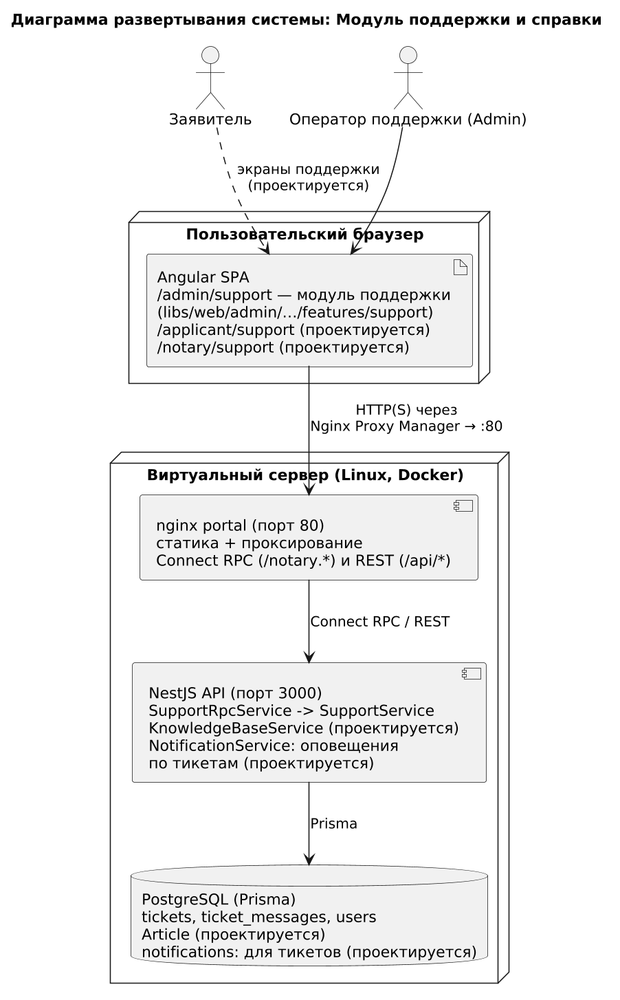 Диаграмма развертывания системы: Модуль поддержки и справки
Заявитель
Оператор поддержки (Admin)
экраны поддержки
(проектируется)
Пользовательский браузер
Angular SPA
/admin/support — модуль поддержки
(libs/web/admin/…/features/support)
/applicant/support (проектируется)
/notary/support (проектируется)
HTTP(S) через
Nginx Proxy Manager → :80
Виртуальный сервер (Linux, Docker)
nginx portal (порт 80)
статика + проксирование
Connect RPC (/notary.*) и REST (/api/*)
Connect RPC / REST
NestJS API (порт 3000)
SupportRpcService -> SupportService
KnowledgeBaseService (проектируется)
NotificationService: оповещения
по тикетам (проектируется)
Prisma
PostgreSQL (Prisma)
tickets, ticket_messages, users
Article (проектируется)
notifications: для тикетов (проектируется)